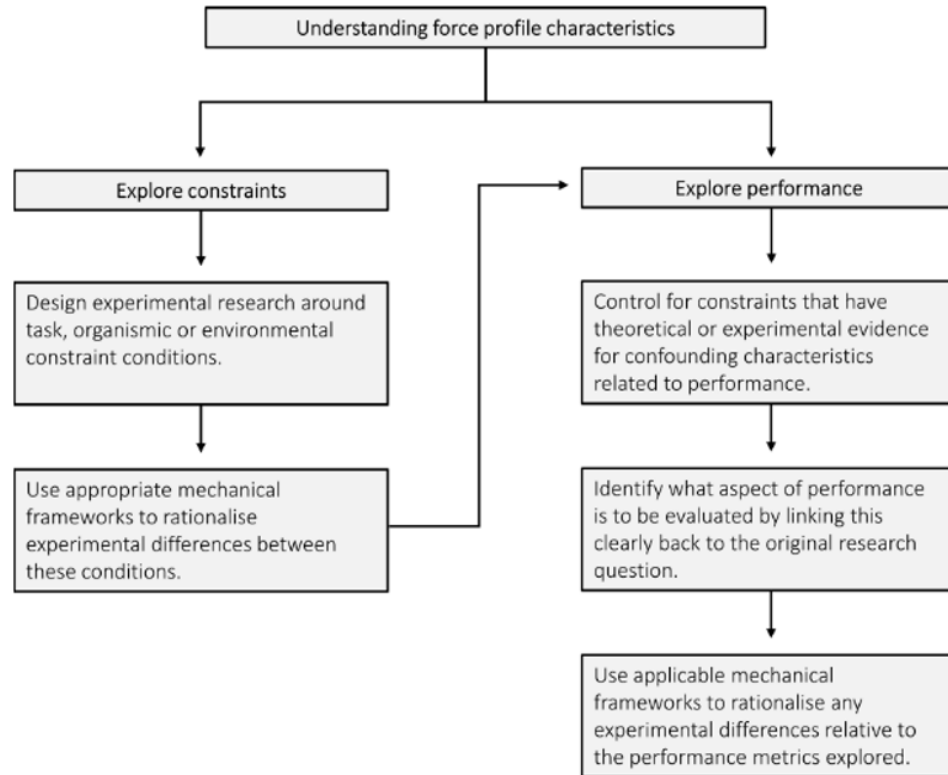 Understanding force profile characteristics
Explore constraints
Design experimental research around
task, organismic or environmental
constraint conditions.
Use appropriate mechanical
frameworks to rationalise
experimental differences between
these conditions.
Explore performance
Control for constraints that have
theoretical or experimental evidence
for confounding characteristics
related to performance.
Identify what aspect of performance
is to be evaluated by linking this
clearly back to the original research
question.
Use applicable mechanical
frameworks to rationalise any
experimental differences relative to
the performance metrics explored.